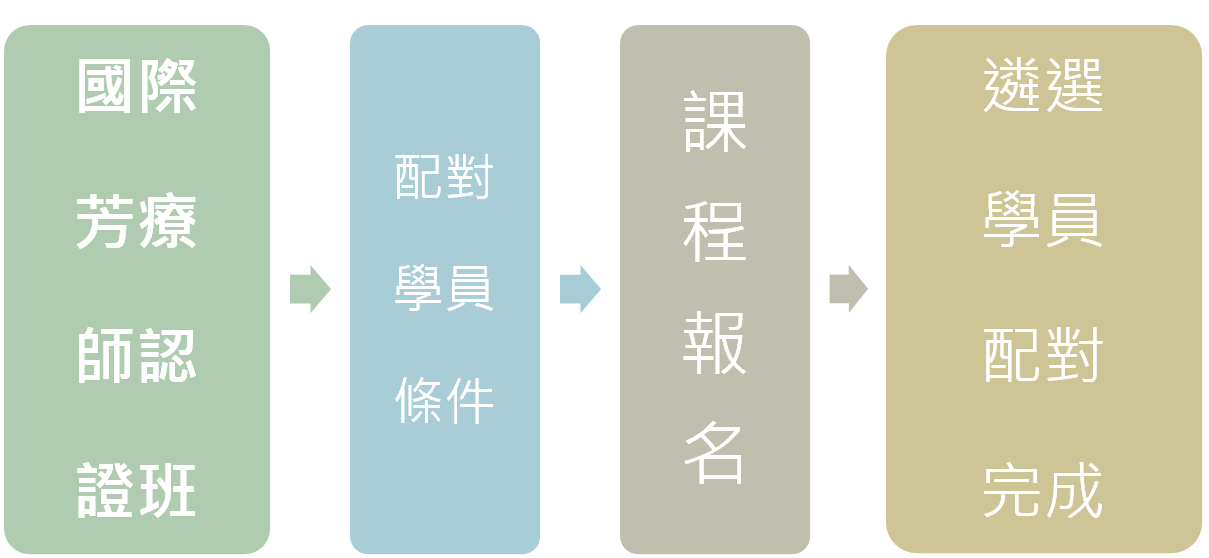 國際
芳療
師認
證班
配對
學員
條件
課
程
報
名
遴選
學員
配對
完成